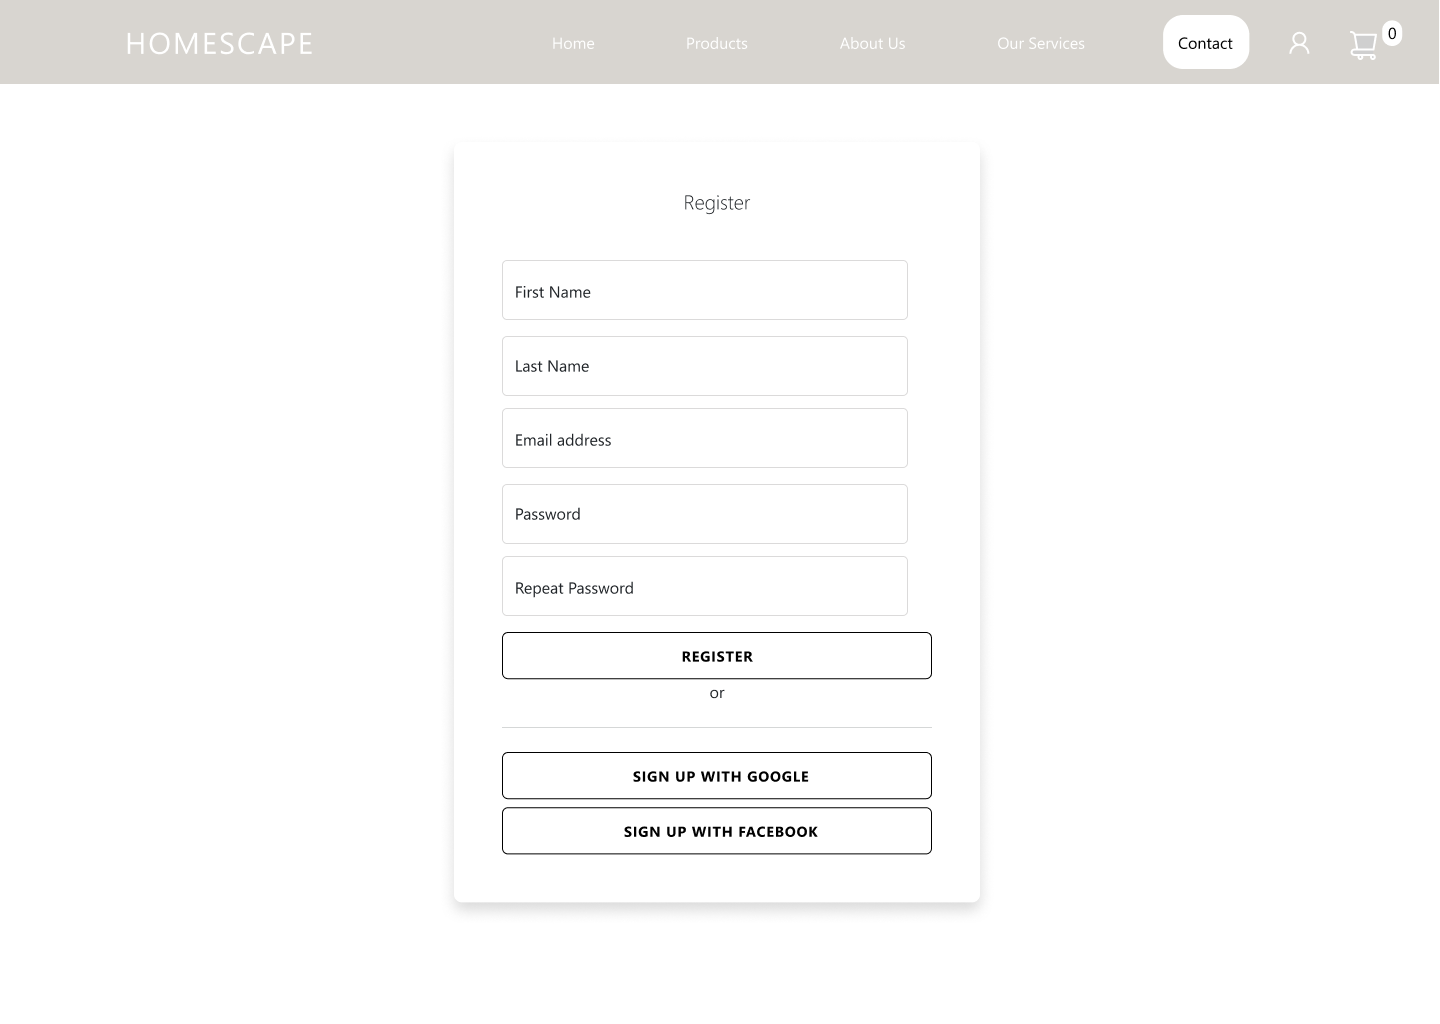 HOMESCAPE Home Products About Us Our Services Contact 0
Register
First Name
Last Name
Email address
Password
Repeat Password
REGISTER
or
SIGN UP WITH GOOGLE
SIGN UP WITH FACEBOOK